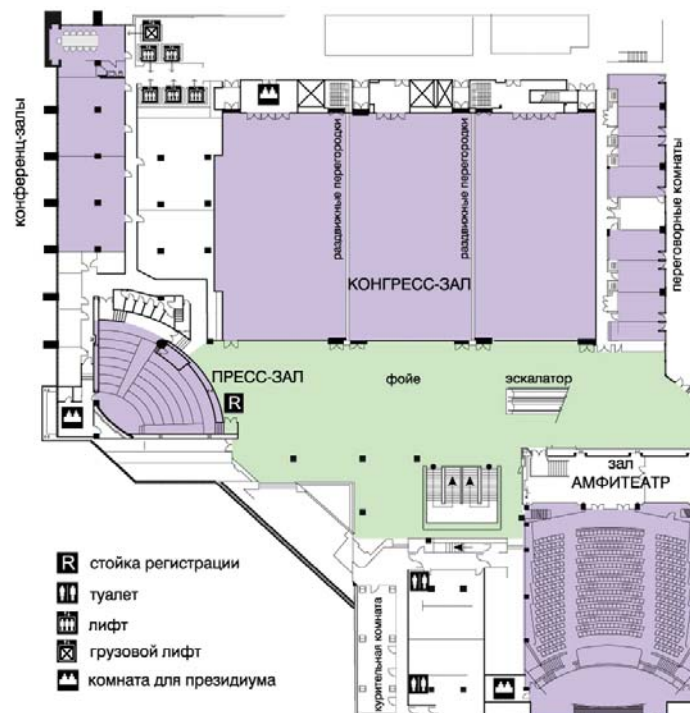 конференц-залы
раздвижные перегородки
раздвижные перегородки
переговорные комнаты
КОНГРЕСС-ЗАЛ
ПРЕСС-ЗАЛ
фойе
эскалатор
R
зал
АМФИТЕАТР
R стойка регистрации
туалет
лифт
грузовой лифт
комната для президиума
курительная комната